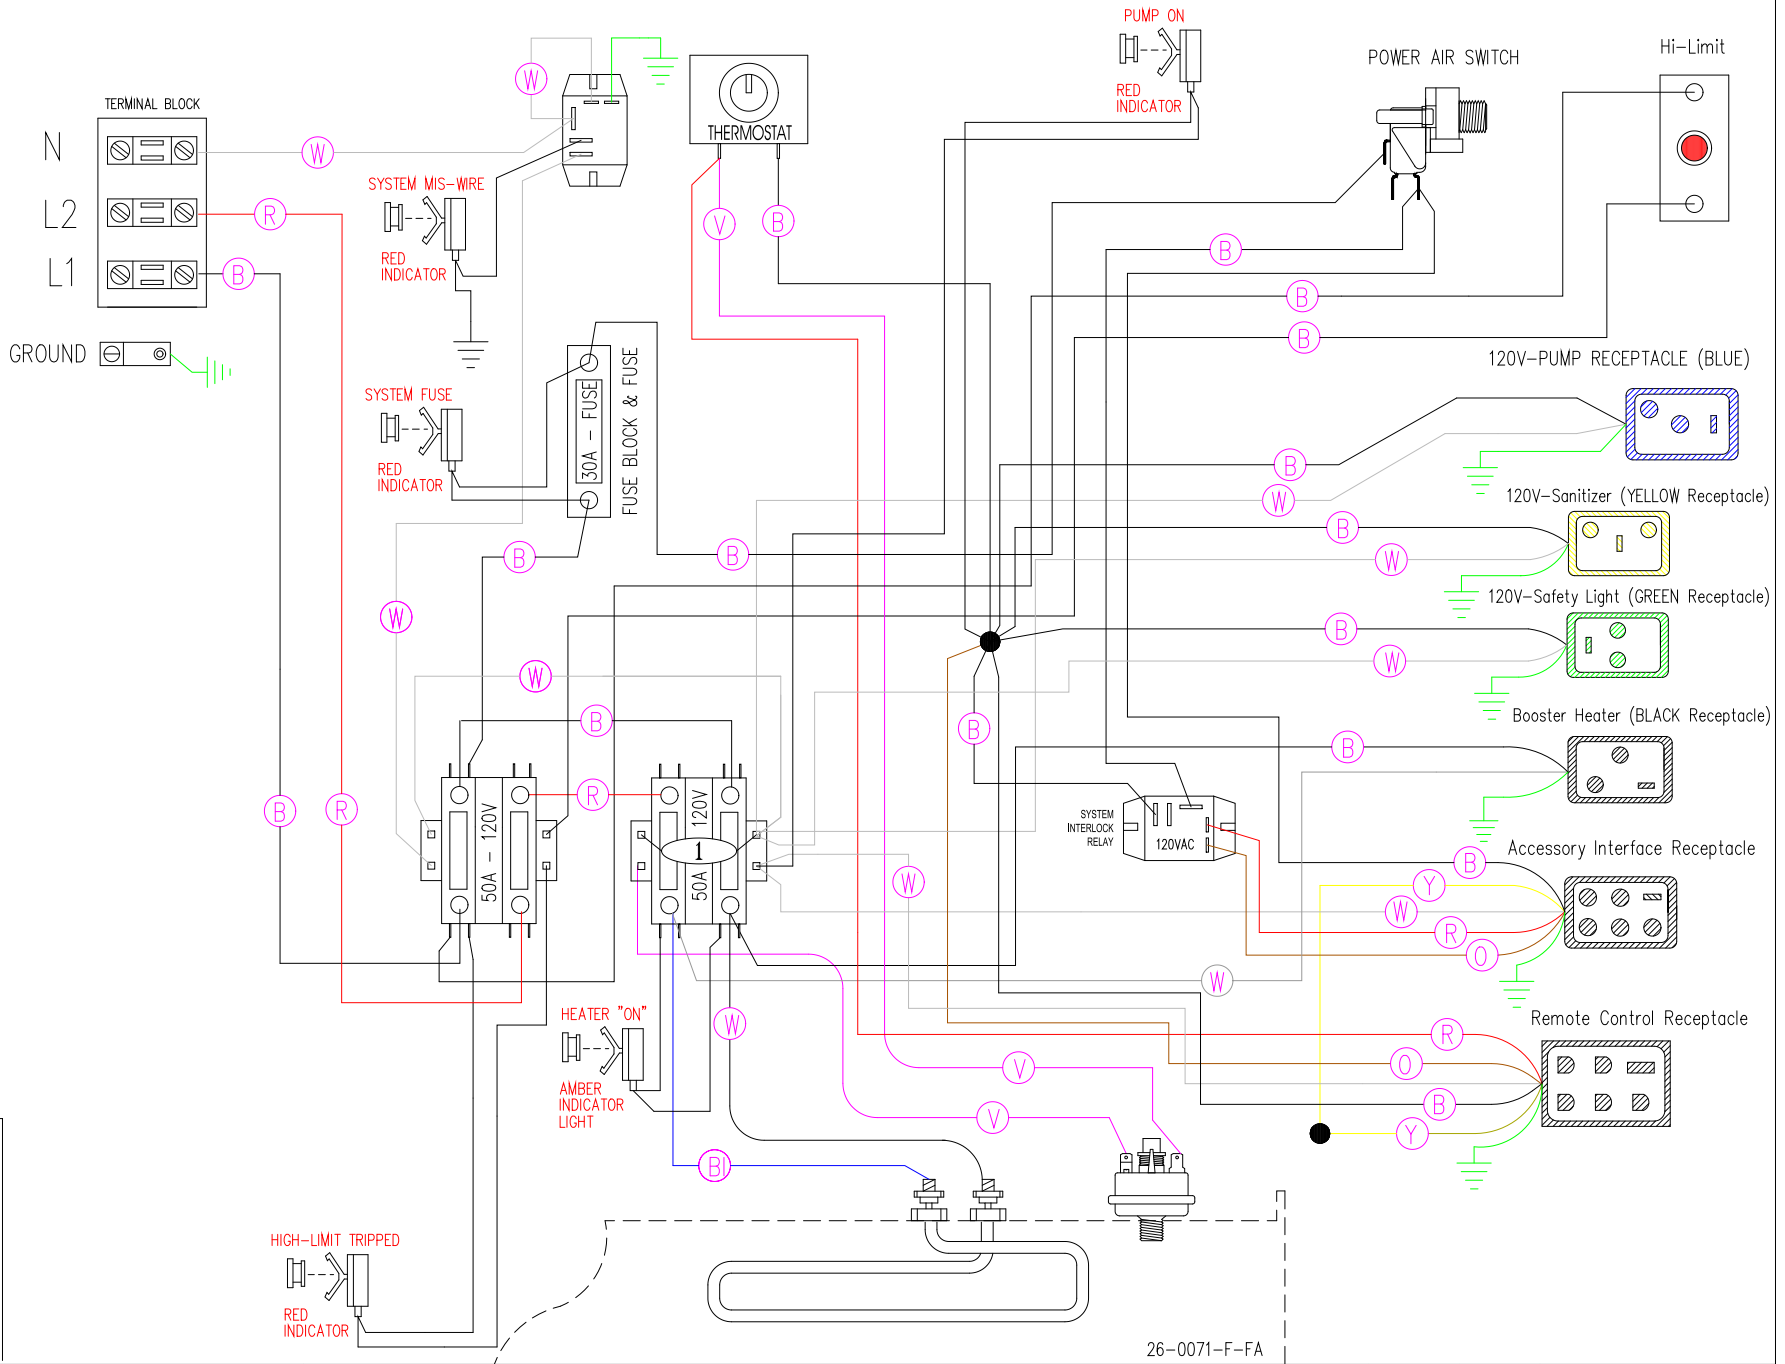 PUMP ON
RED
INDICATOR
POWER AIR SWITCH
Hi-Limit
TERMINAL BLOCK
N
L2
L1
GROUND
W
W
R
B
SYSTEM MIS-WIRE
RED
INDICATOR
THERMOSTAT
V
B
B
B
B
SYSTEM FUSE
RED
INDICATOR
30A - FUSE
FUSE BLOCK & FUSE
120V-PUMP RECEPTACLE (BLUE)
B
W
120V-Sanitizer (YELLOW Receptacle)
B
W
B
B
120V-Safety Light (GREEN Receptacle)
B
W
W
W
B
B
Booster Heater (BLACK Receptacle)
B
B
R
R
50A - 120V
50A 120V
1
SYSTEM
INTERLOCK
RELAY
120VAC
Accessory Interface Receptacle
B
Y
W
W
R
O
W
W
HEATER "ON"
AMBER
INDICATOR
LIGHT
Remote Control Receptacle
R
O
V
B
V
Y
Bl
HIGH-LIMIT TRIPPED
RED
INDICATOR
26-0071-F-FA